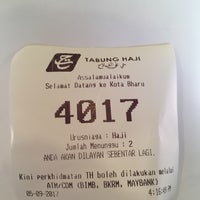 TABUNG HAJI
Assalamualaikum
Selamat Datang ke Kota Bharu
4017
Urusniaga : Haji
Jumlah Menunggu : 2
ANDA AKAN DILAYAN SEBENTAR LAGI.
Kini perkhidmatan TH boleh dilakukan melalui
ATM/CDM (BIMB, BKRM, MAYBANK)
05-09-2017